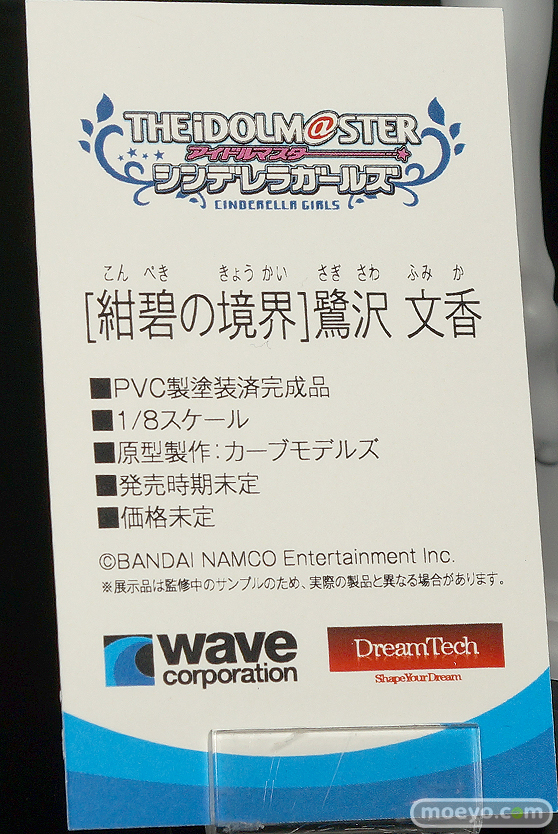 THE iDOLM@STER
アイドルマスター
シンデレラガールズ
CINDERELLA GIRLS
こん ぺき きょう かい さぎ さわ ふみ か
[紺碧の境界]鷺沢 文香
■PVC製塗装済完成品
■1/8スケール
■原型製作:カーブモデルズ
■発売時期未定
■価格未定
©BANDAI NAMCO Entertainment Inc.
※展示品は監修中のサンプルのため、実際の製品と異なる場合があります。
wave
corporation
DreamTech
ShapeYourDream
moeyo.com